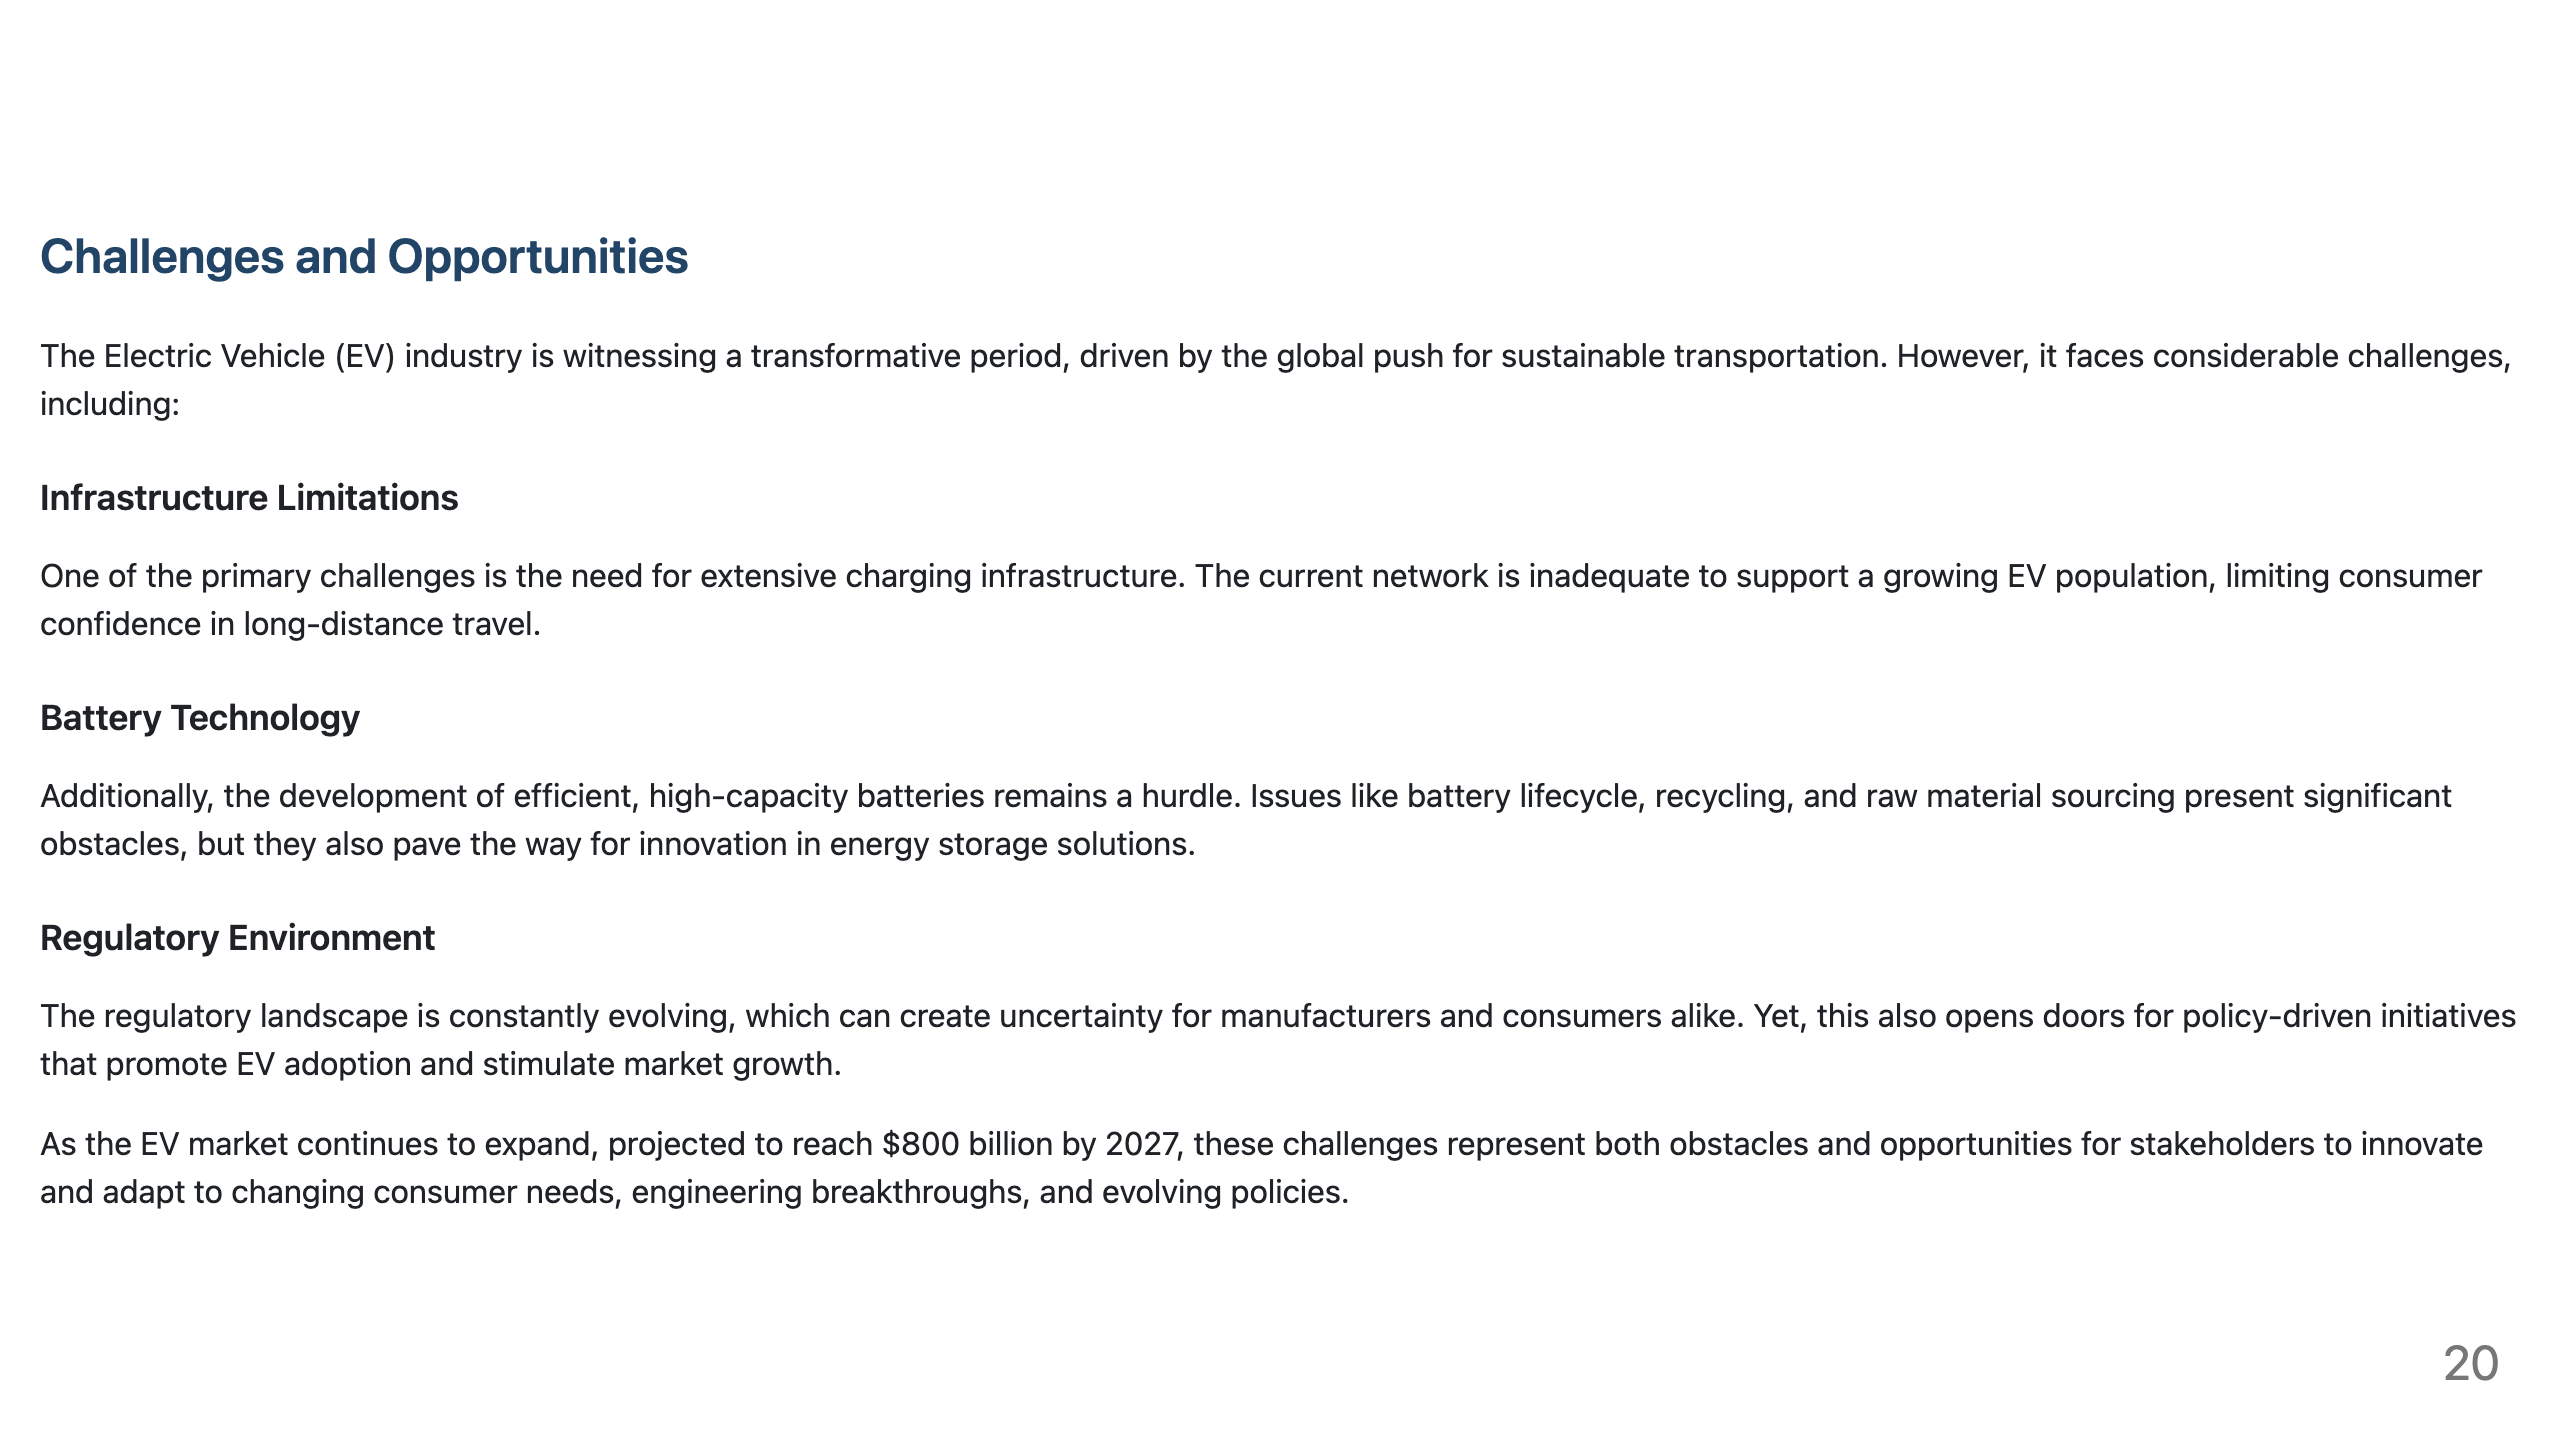 Challenges and Opportunities
The Electric Vehicle (EV) industry is witnessing a transformative period, driven by the global push for sustainable transportation. However, it faces considerable challenges,
including:
Infrastructure Limitations
One of the primary challenges is the need for extensive charging infrastructure. The current network is inadequate to support a growing EV population, limiting consumer
confidence in long-distance travel.
Battery Technology
Additionally, the development of efficient, high-capacity batteries remains a hurdle. Issues like battery lifecycle, recycling, and raw material sourcing present significant
obstacles, but they also pave the way for innovation in energy storage solutions.
Regulatory Environment
The regulatory landscape is constantly evolving, which can create uncertainty for manufacturers and consumers alike. Yet, this also opens doors for policy-driven initiatives
that promote EV adoption and stimulate market growth.
As the EV market continues to expand, projected to reach $800 billion by 2027, these challenges represent both obstacles and opportunities for stakeholders to innovate
and adapt to changing consumer needs, engineering breakthroughs, and evolving policies.
20